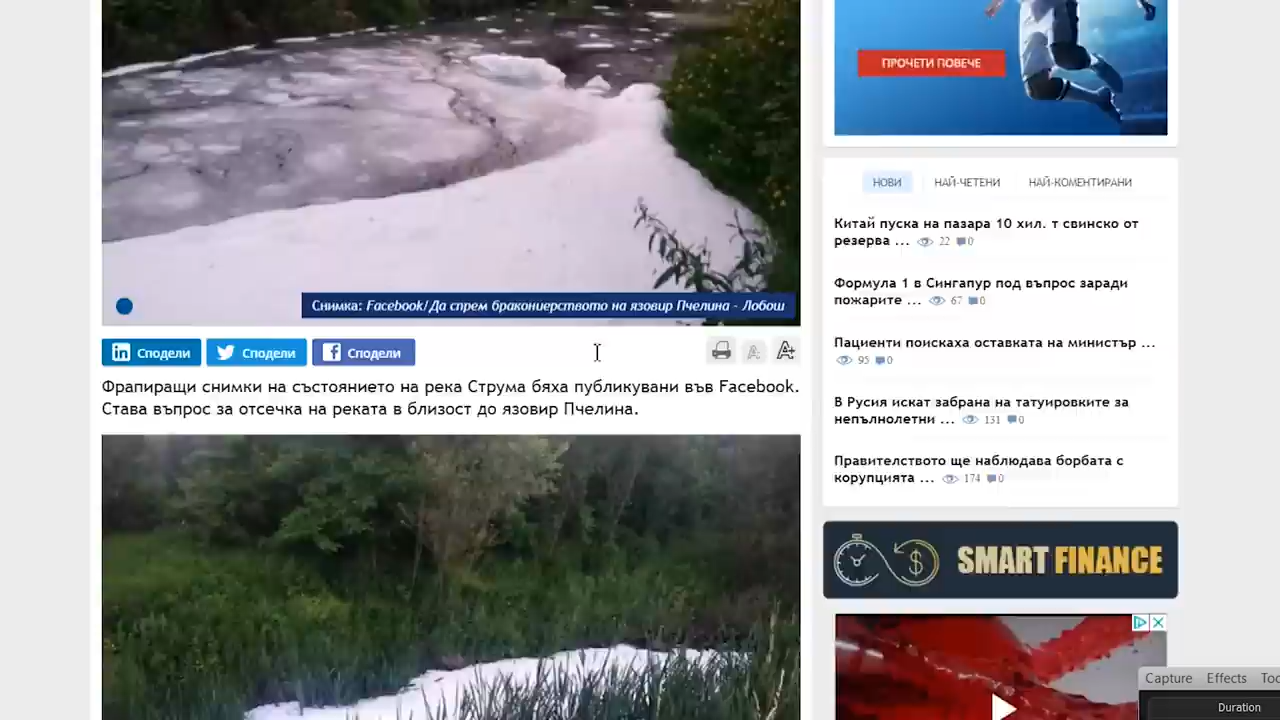 ПРОЧЕТИ ПОВЕЧЕ
НОВИ НАЙ-ЧЕТЕНИ НАЙ-КОМЕНТИРАНИ
Китай пуска на пазара 10 хил. т свинско от
резерва ... 22 0
Формула 1 в Сингапур под въпрос заради
пожарите ... 67 0
Пациенти поискаха оставката на министър ...
95 0
В Русия искат забрана на татуировките за
непълнолетни ... 131 0
Правителството ще наблюдава борбата с
корупцията ... 174 0
SMART FINANCE
Снимка: Facebook/Да спрем бракониерството на язовир Пчелина - Лобош
in Сподели Сподели f Сподели A- A+
Фрапиращи снимки на състоянието на река Струма бяха публикувани във Facebook.
Става въпрос за отсечка на реката в близост до язовир Пчелина.
Capture Effects Too
Duration